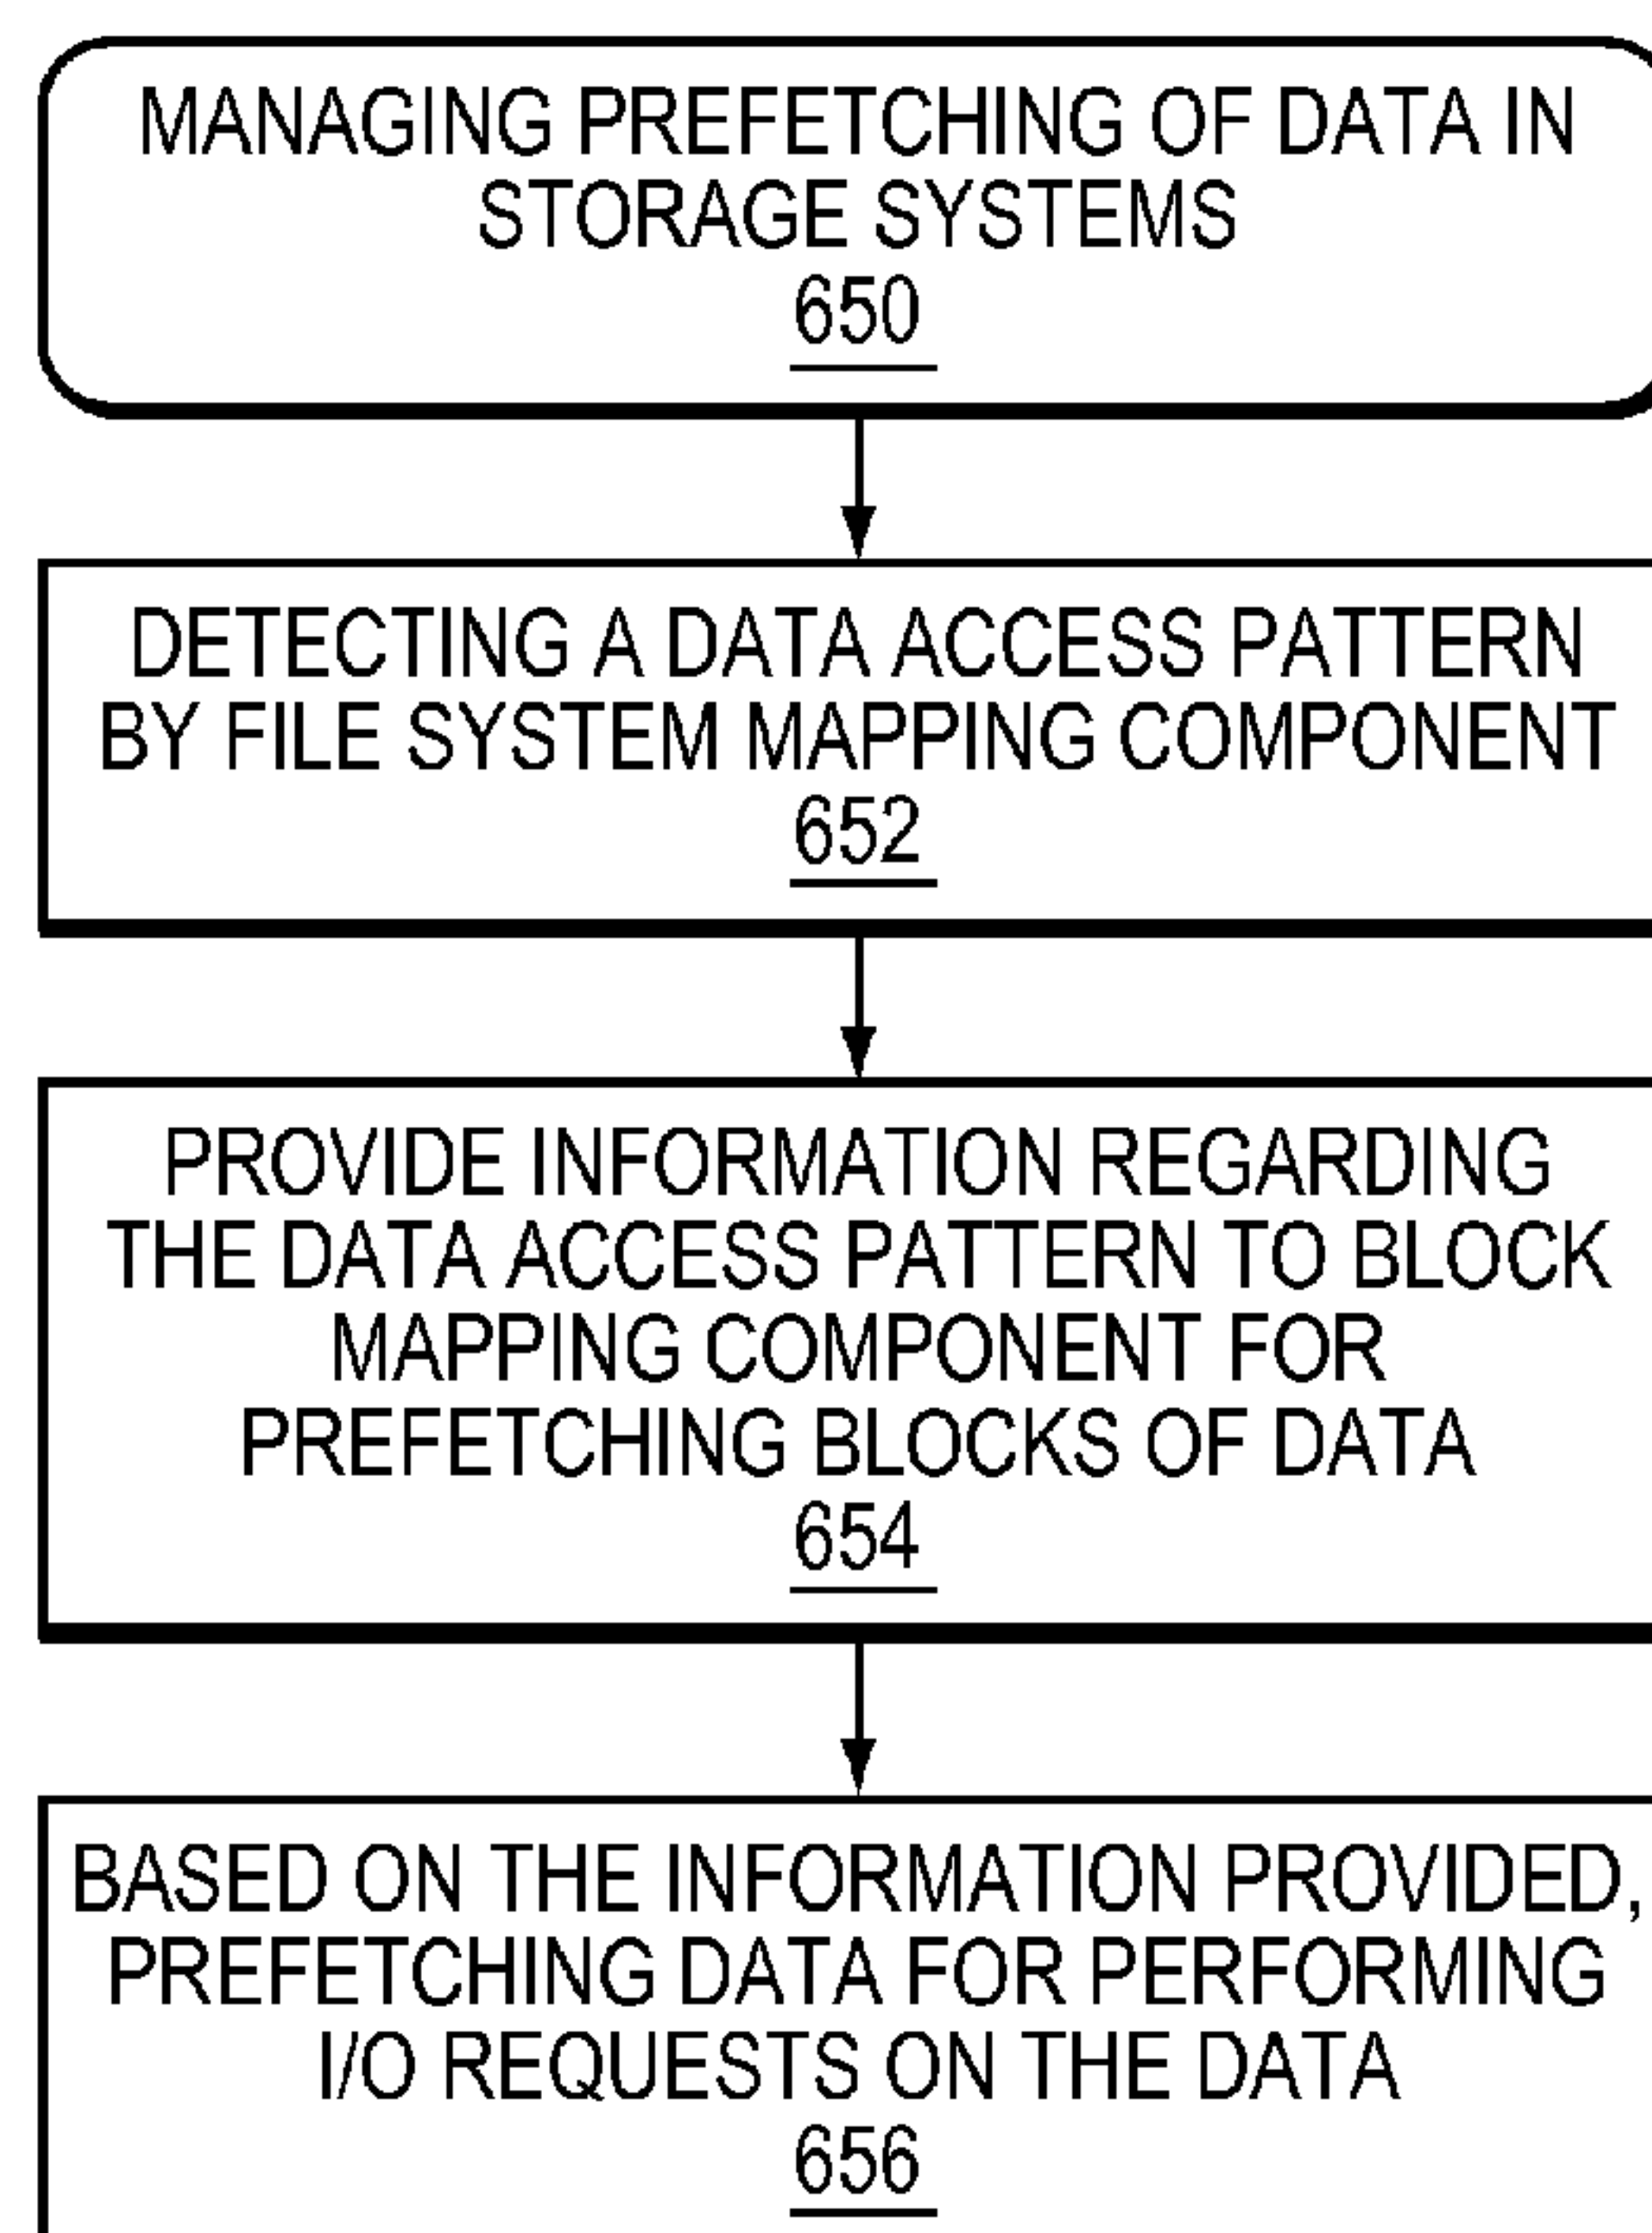 MANAGING PREFETCHING OF DATA IN
STORAGE SYSTEMS
650
DETECTING A DATA ACCESS PATTERN
BY FILE SYSTEM MAPPING COMPONENT
652
PROVIDE INFORMATION REGARDING
THE DATA ACCESS PATTERN TO BLOCK
MAPPING COMPONENT FOR
PREFETCHING BLOCKS OF DATA
654
BASED ON THE INFORMATION PROVIDED,
PREFETCHING DATA FOR PERFORMING
I/O REQUESTS ON THE DATA
656